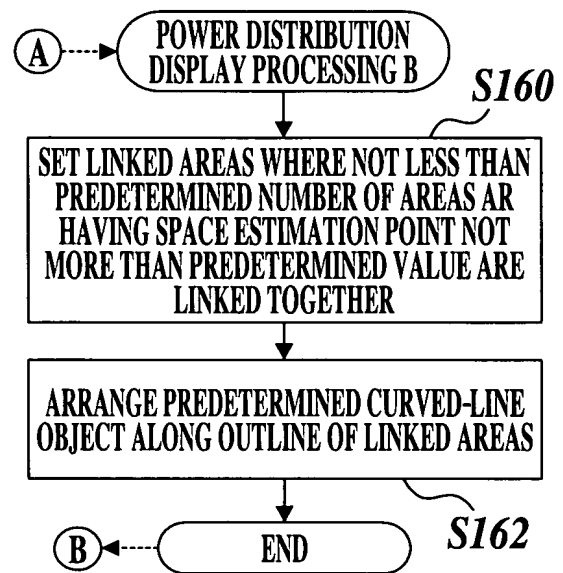 A
POWER DISTRIBUTION
DISPLAY PROCESSING B
S160
SET LINKED AREAS WHERE NOT LESS THAN
PREDETERMINED NUMBER OF AREAS AR
HAVING SPACE ESTIMATION POINT NOT
MORE THAN PREDETERMINED VALUE ARE
LINKED TOGETHER
ARRANGE PREDETERMINED CURVED-LINE
OBJECT ALONG OUTLINE OF LINKED AREAS
S162
B
END